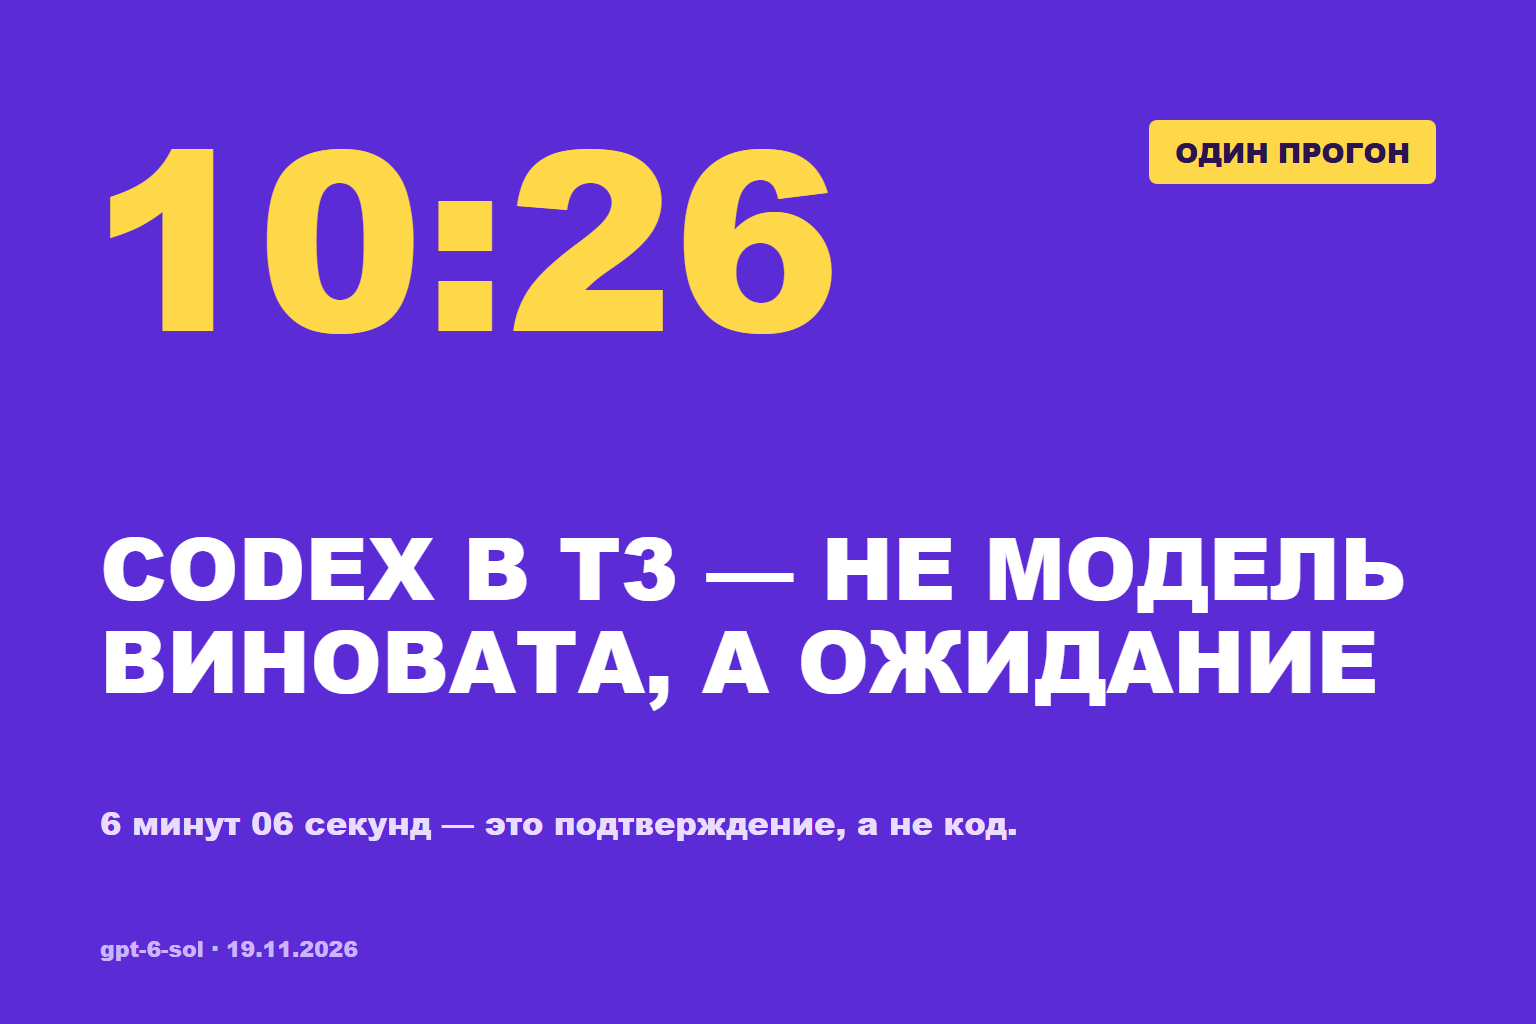 10:26
ОДИН ПРОГОН
CODEX В T3 — НЕ МОДЕЛЬ
ВИНОВАТА, А ОЖИДАНИЕ
6 минут 06 секунд — это подтверждение, а не код.
gpt-6-sol · 19.11.2026